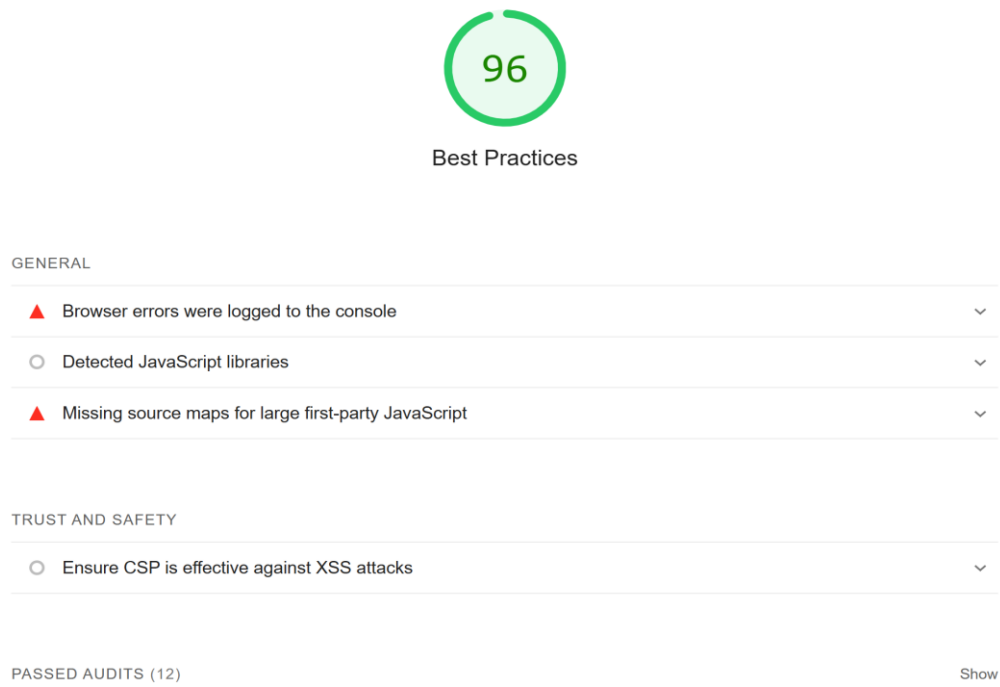 96
Best Practices
GENERAL
Browser errors were logged to the console
Detected JavaScript libraries
Missing source maps for large first-party JavaScript
TRUST AND SAFETY
Ensure CSP is effective against XSS attacks
PASSED AUDITS (12) Show